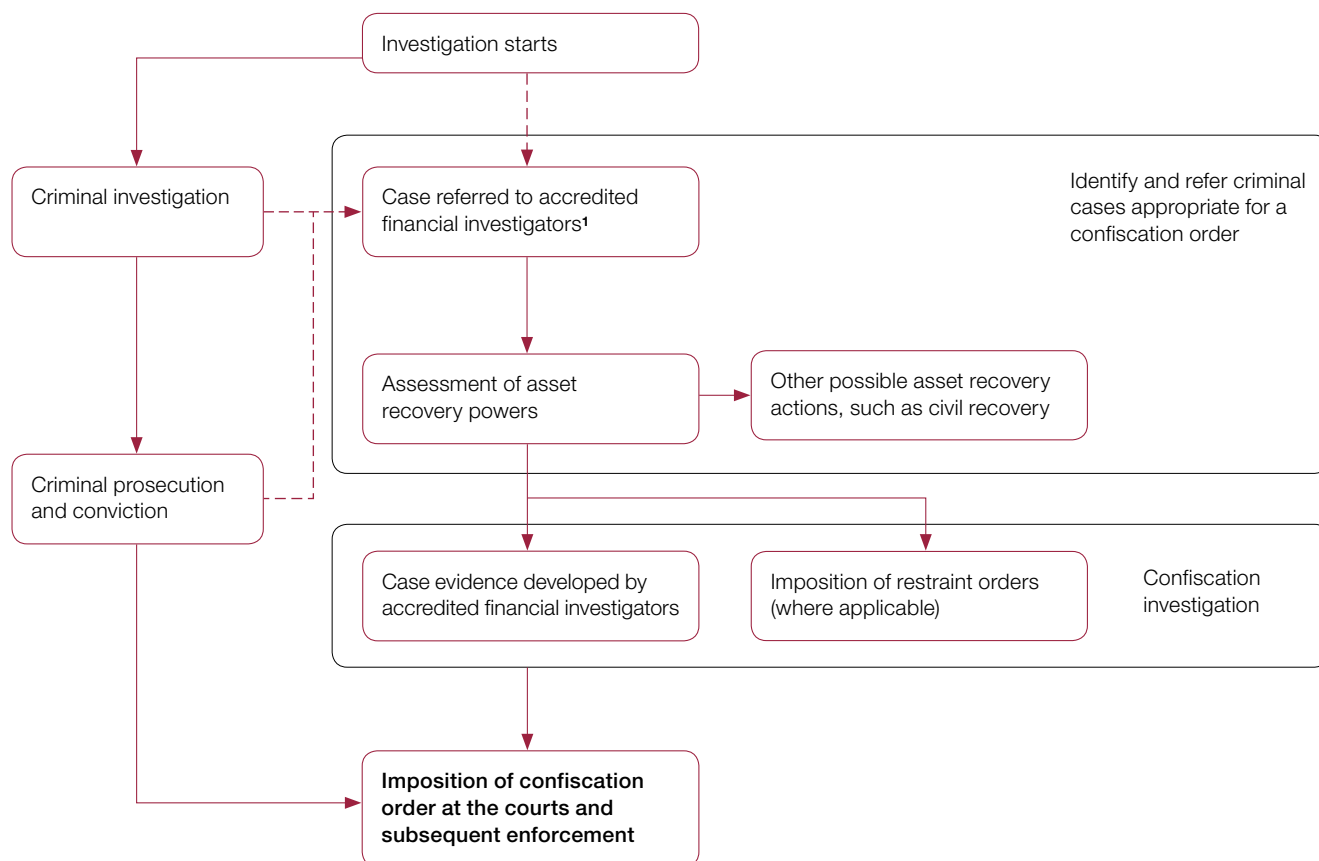 Investigation starts
Criminal investigation
Case referred to accredited
financial investigators¹
Identify and refer criminal
cases appropriate for a
confiscation order
Assessment of asset
recovery powers
Other possible asset recovery
actions, such as civil recovery
Criminal prosecution
and conviction
Case evidence developed by
accredited financial investigators
Imposition of restraint orders
(where applicable)
Confiscation
investigation
Imposition of confiscation
order at the courts and
subsequent enforcement